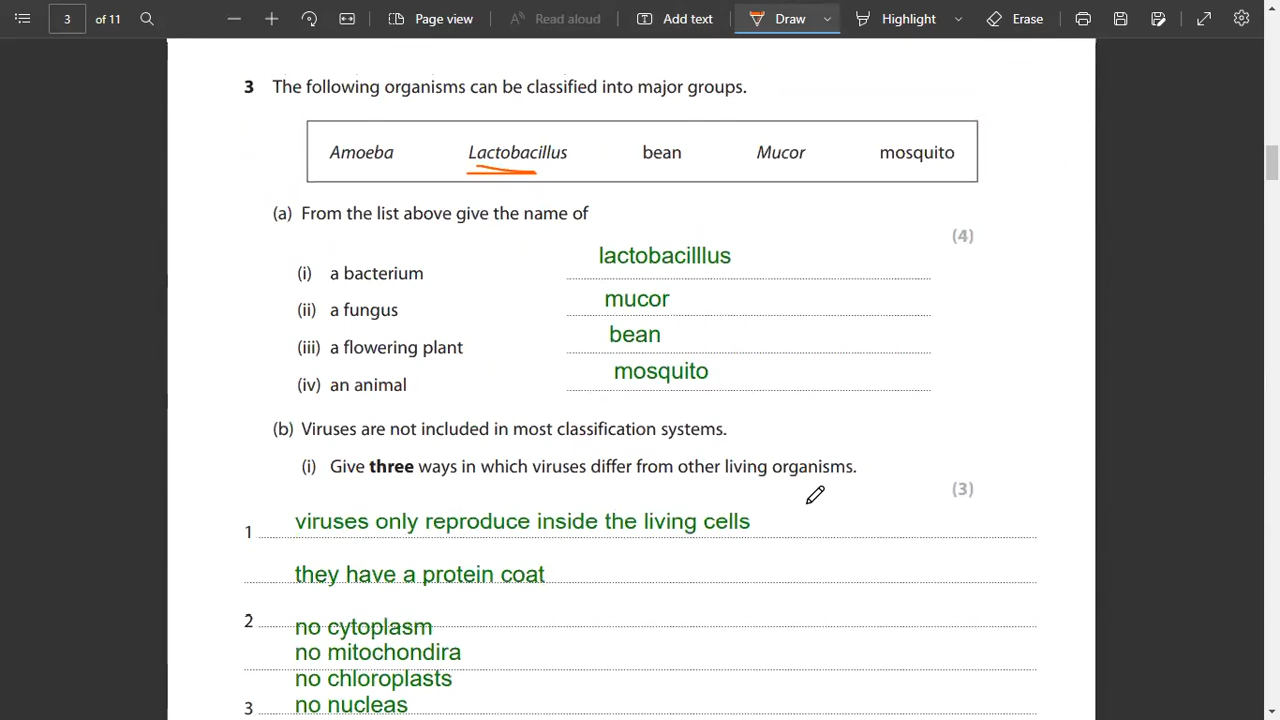 3 of 11 Page view Read aloud Add text Draw Highlight Erase
3 The following organisms can be classified into major groups.
Amoeba Lactobacillus bean Mucor mosquito
(a) From the list above give the name of
(4)
(i) a bacterium lactobacilllus
(ii) a fungus mucor
(iii) a flowering plant bean
(iv) an animal mosquito
(b) Viruses are not included in most classification systems.
(i) Give three ways in which viruses differ from other living organisms.
(3)
1 viruses only reproduce inside the living cells
they have a protein coat
2 no cytoplasm
no mitochondira
no chloroplasts
3 no nucleas